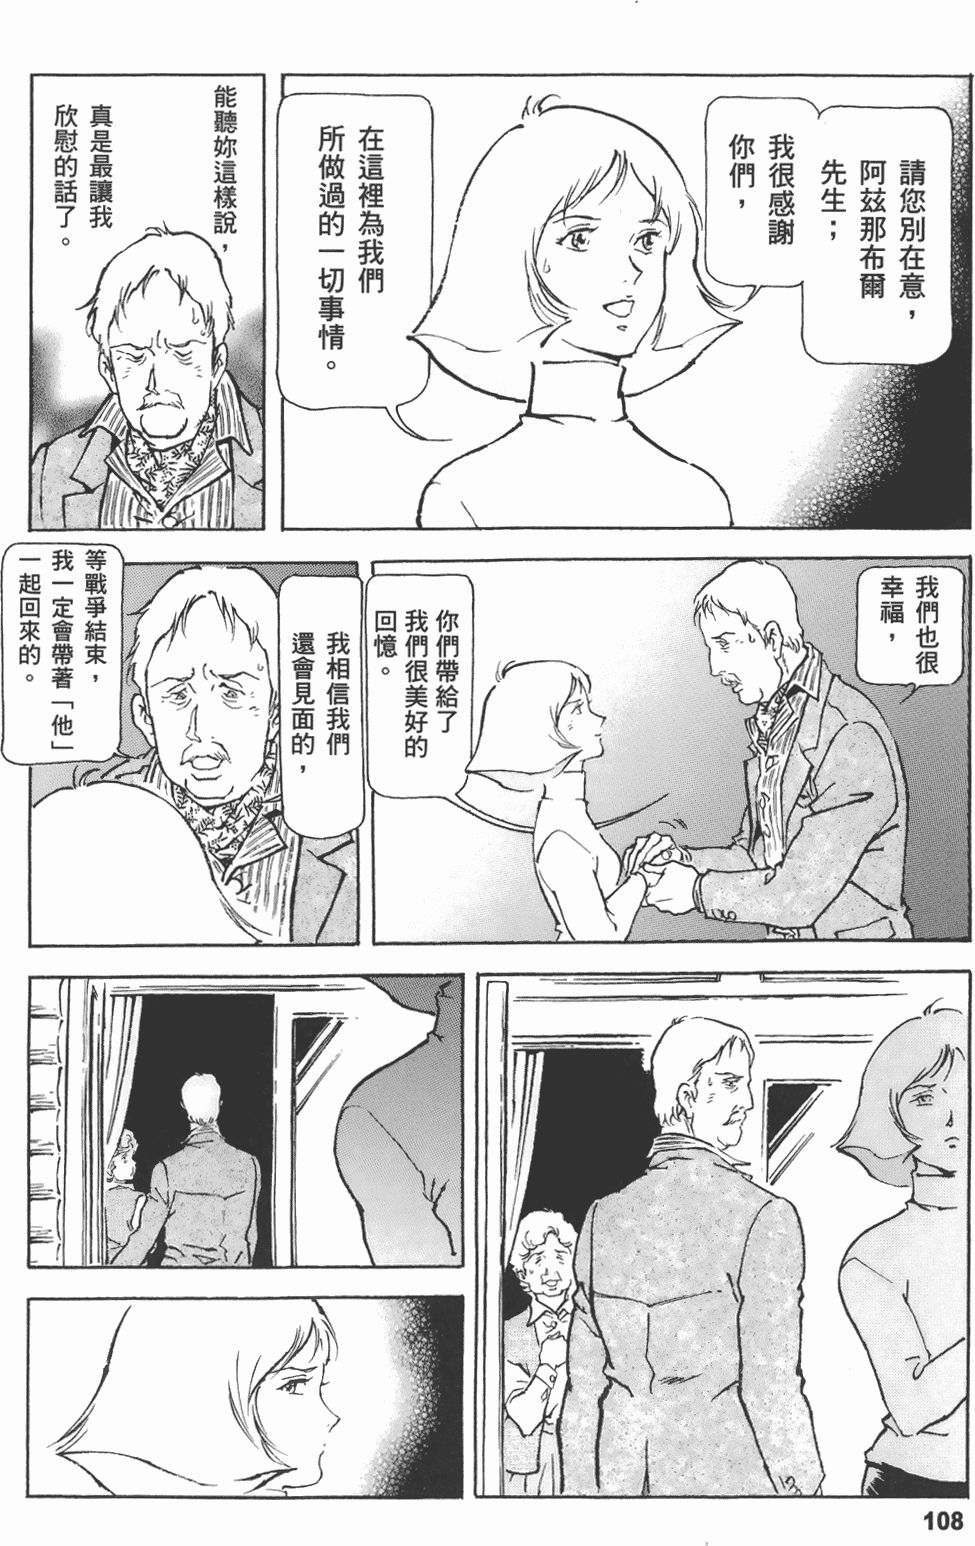 請您別在意，
阿茲那布爾
先生；
我很感謝
你們，
在這裡為我們
所做過的一切事情。
能聽妳這樣說，
真是最讓我
欣慰的話了。
我們也很
幸福，
你們帶給了
我們很美好的
回憶。
我相信我們
還會見面的，
等戰爭結束，
我一定會帶著「他」
一起回來的。
108